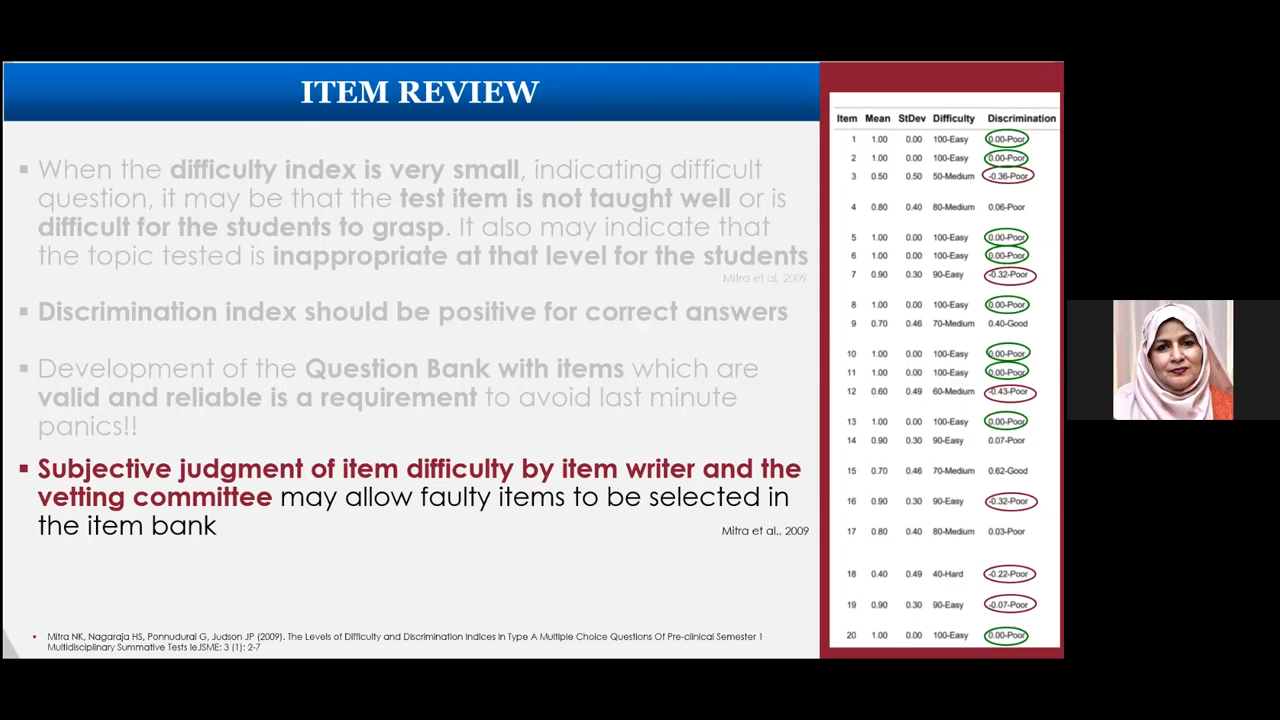 ITEM REVIEW
▪ When the difficulty index is very small, indicating difficult
question, it may be that the test item is not taught well or is
difficult for the students to grasp. It also may indicate that
the topic tested is inappropriate at that level for the students
Mitra et al. 2009
▪ Discrimination index should be positive for correct answers
▪ Development of the Question Bank with items which are
valid and reliable is a requirement to avoid last minute
panics!!
▪ Subjective judgment of item difficulty by item writer and the
vetting committee may allow faulty items to be selected in
the item bank
Mitra et al., 2009
▪ Mitra NK, Nagaraja HS, Ponnudurai G, Judson JP (2009). The Levels of Difficulty and Discrimination Indices In Type A Multiple Choice Questions Of Pre-clinical Semester 1
Multidisciplinary Summative Tests IeJSME: 3 (1): 2-7
Item Mean StDev Difficulty Discrimination
1 1.00 0.00 100-Easy 0.00-Poor
2 1.00 0.00 100-Easy 0.00-Poor
3 0.50 0.50 50-Medium -0.36-Poor
4 0.80 0.40 80-Medium 0.06-Poor
5 1.00 0.00 100-Easy 0.00-Poor
6 1.00 0.00 100-Easy 0.00-Poor
7 0.90 0.30 90-Easy -0.32-Poor
8 1.00 0.00 100-Easy 0.00-Poor
9 0.70 0.46 70-Medium 0.40-Good
10 1.00 0.00 100-Easy 0.00-Poor
11 1.00 0.00 100-Easy 0.00-Poor
12 0.60 0.49 60-Medium -0.43-Poor
13 1.00 0.00 100-Easy 0.00-Poor
14 0.90 0.30 90-Easy 0.07-Poor
15 0.70 0.46 70-Medium 0.62-Good
16 0.90 0.30 90-Easy -0.32-Poor
17 0.80 0.40 80-Medium 0.03-Poor
18 0.40 0.49 40-Hard -0.22-Poor
19 0.90 0.30 90-Easy -0.07-Poor
20 1.00 0.00 100-Easy 0.00-Poor